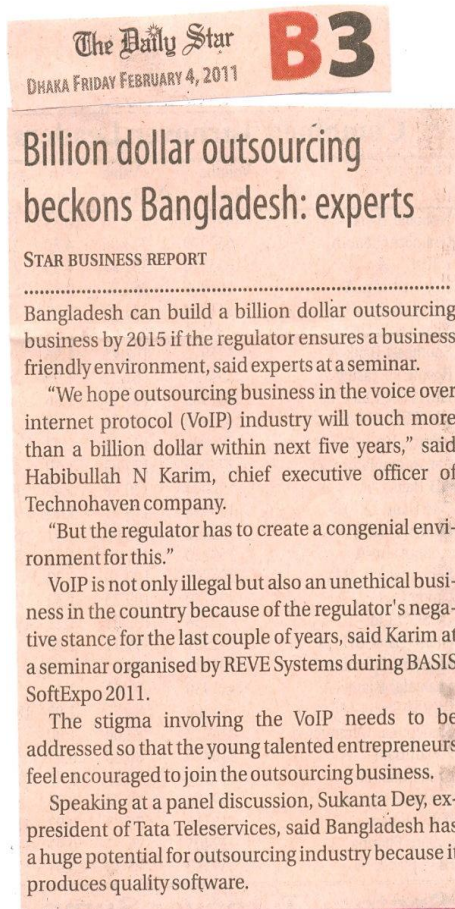 The Daily Star
DHAKA FRIDAY FEBRUARY 4, 2011
B3
Billion dollar outsourcing
beckons Bangladesh: experts
STAR BUSINESS REPORT
Bangladesh can build a billion dollar outsourcing
business by 2015 if the regulator ensures a business
friendly environment, said experts at a seminar.
"We hope outsourcing business in the voice over
internet protocol (VoIP) industry will touch more
than a billion dollar within next five years," said
Habibullah N Karim, chief executive officer of
Technohaven company.
"But the regulator has to create a congenial envi-
ronment for this."
VoIP is not only illegal but also an unethical busi-
ness in the country because of the regulator's nega-
tive stance for the last couple of years, said Karim at
a seminar organised by REVE Systems during BASIS
SoftExpo 2011.
The stigma involving the VoIP needs to be
addressed so that the young talented entrepreneurs
feel encouraged to join the outsourcing business.
Speaking at a panel discussion, Sukanta Dey, ex-
president of Tata Teleservices, said Bangladesh has
a huge potential for outsourcing industry because it
produces quality software.